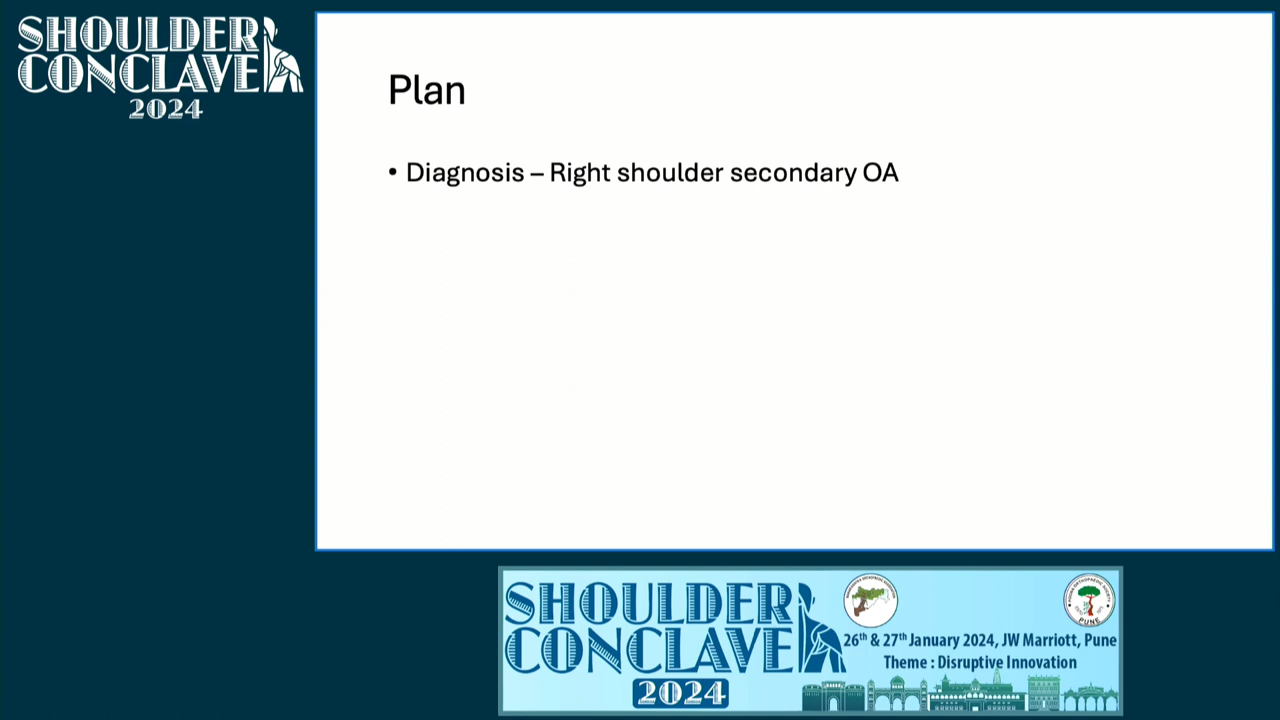 SHOULDER
CONCLAVE
2024
Plan
• Diagnosis – Right shoulder secondary OA
SHOULDER
CONCLAVE
2024
26th & 27th January 2024, JW Marriott, Pune
Theme : Disruptive Innovation
PUNE